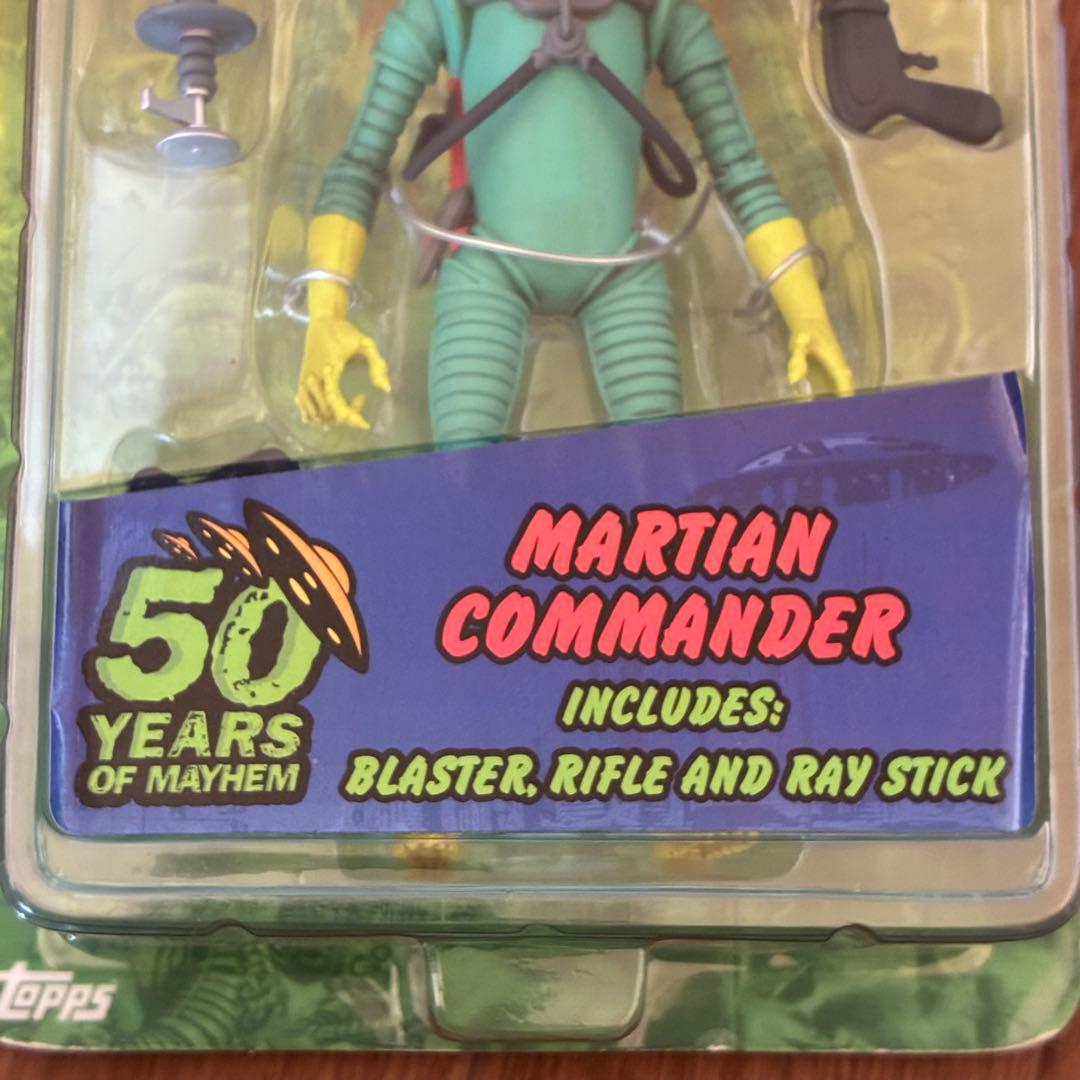 50
YEARS
OF MAYHEM
MARTIAN
COMMANDER
INCLUDES:
BLASTER, RIFLE AND RAY STICK
TOPPS